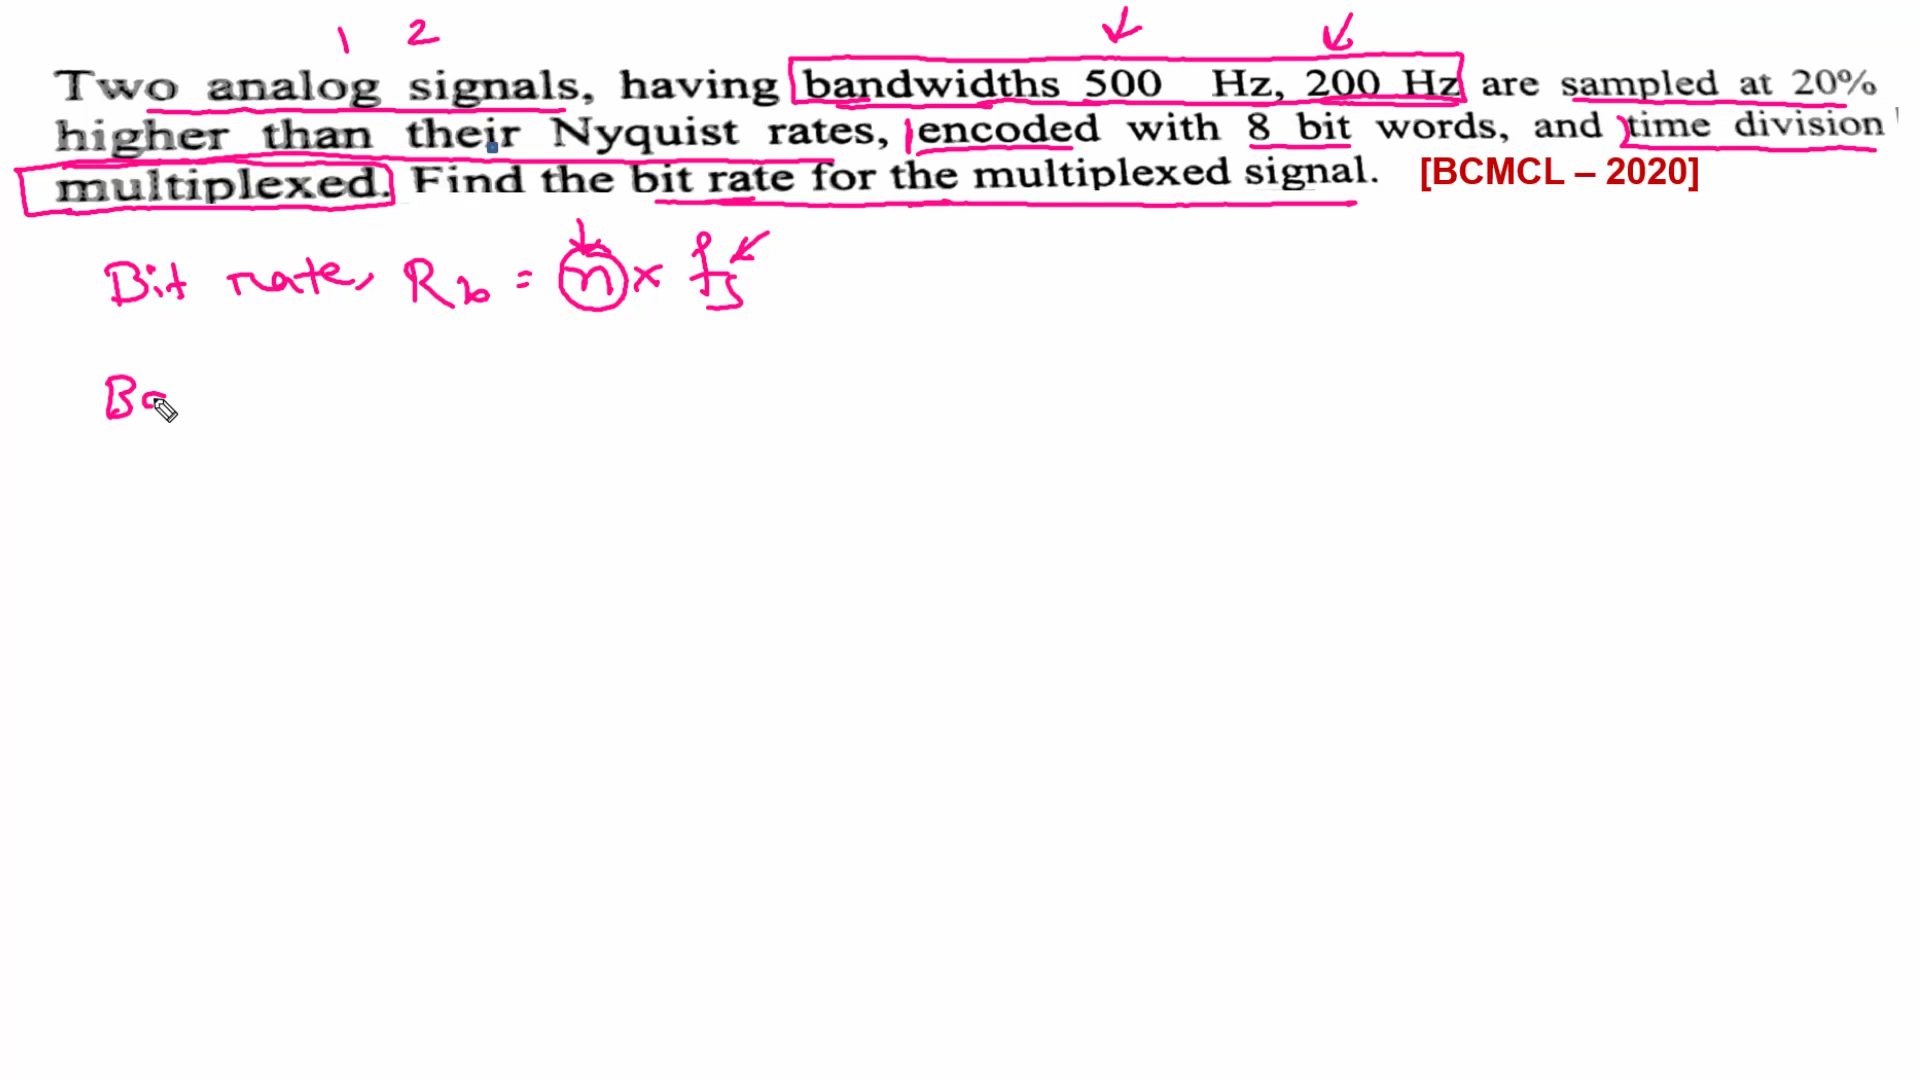 1 2
Two analog signals, having bandwidths 500 Hz, 200 Hz are sampled at 20%
higher than their Nyquist rates, encoded with 8 bit words, and time division
multiplexed. Find the bit rate for the multiplexed signal. [BCMCL – 2020]
Bit rate, Rb = n × fs
Ba